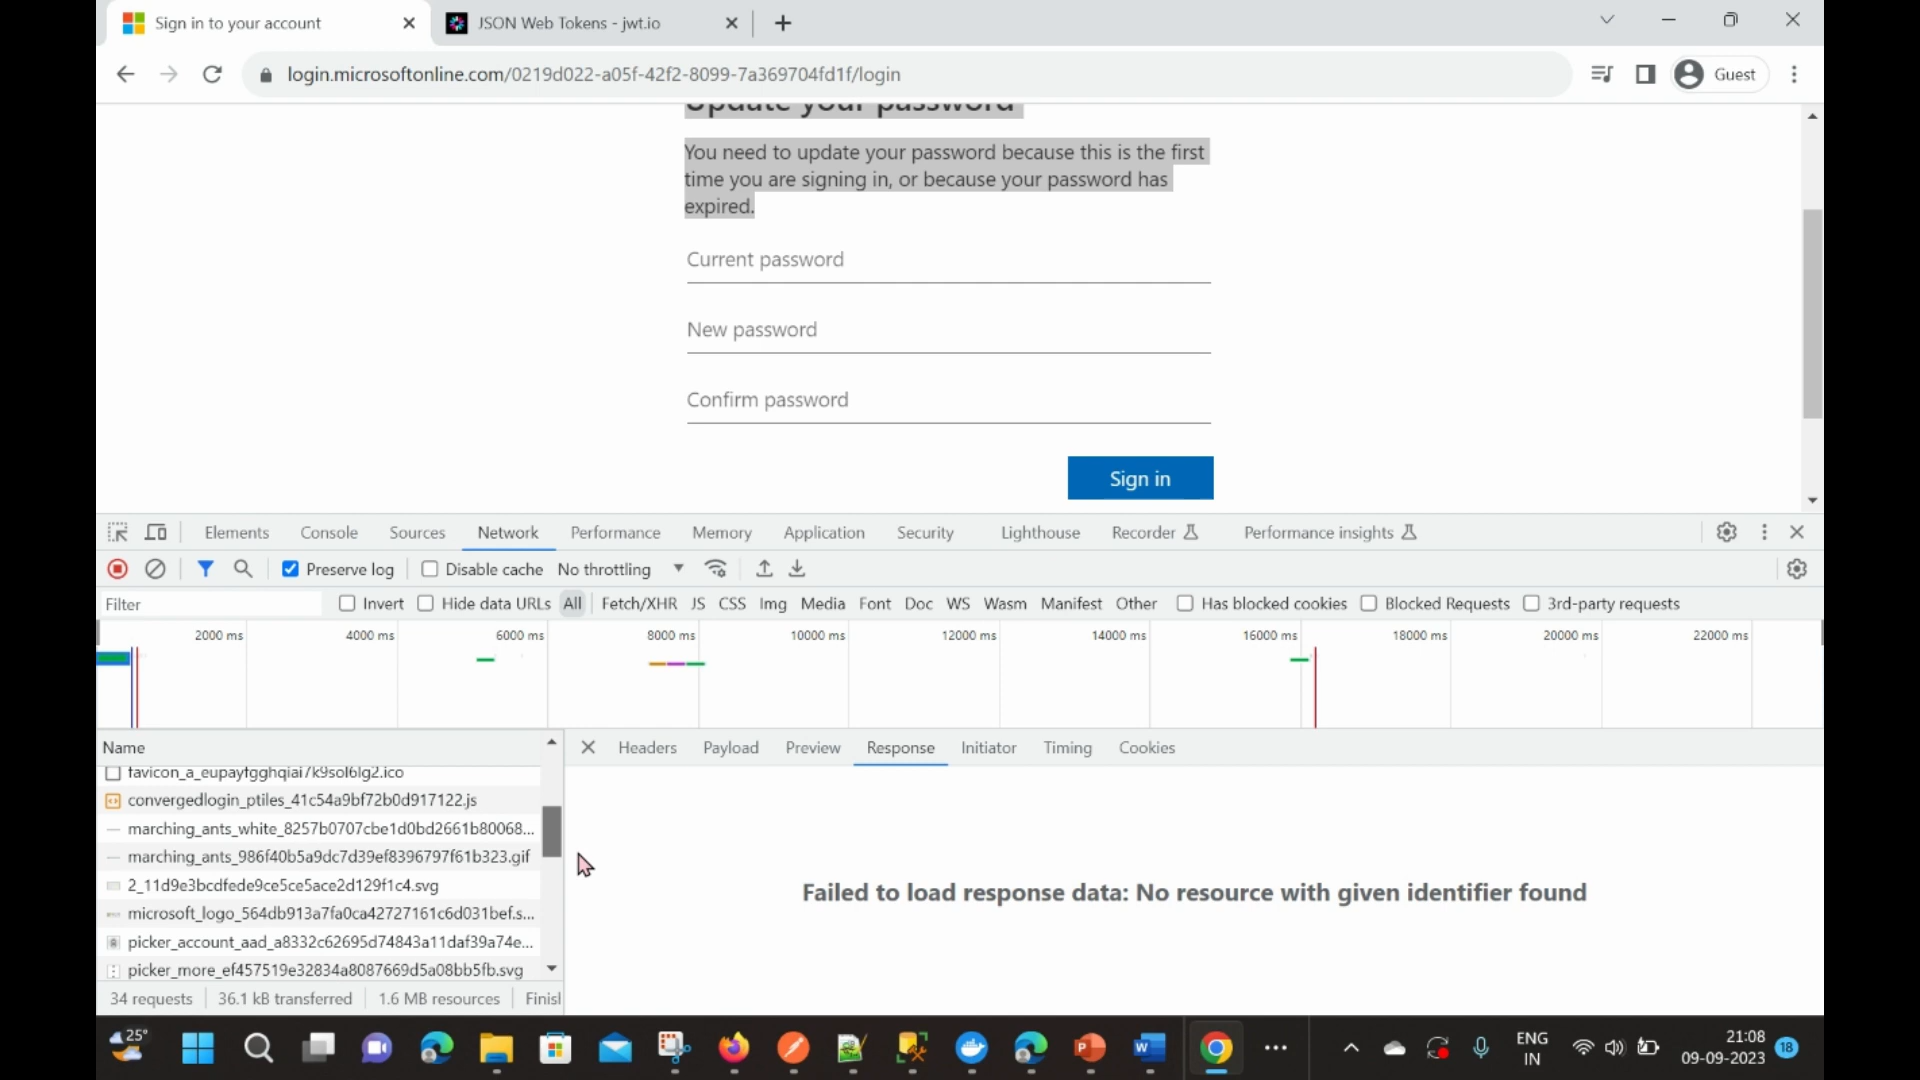 Sign in to your account
JSON Web Tokens - jwt.io
login.microsoftonline.com/0219d022-a05f-42f2-8099-7a369704fd1f/login
Guest
Update your password
You need to update your password because this is the first
time you are signing in, or because your password has
expired.
Current password
New password
Confirm password
Sign in
Elements Console Sources Network Performance Memory Application Security Lighthouse Recorder Performance insights
Preserve log Disable cache No throttling
Filter Invert Hide data URLs All Fetch/XHR JS CSS Img Media Font Doc WS Wasm Manifest Other Has blocked cookies Blocked Requests 3rd-party requests
2000 ms 4000 ms 6000 ms 8000 ms 10000 ms 12000 ms 14000 ms 16000 ms 18000 ms 20000 ms 22000 ms
Name
Headers Payload Preview Response Initiator Timing Cookies
favicon_a_eupayfgghqiai7k9sol6lg2.ico
convergedlogin_ptiles_41c54a9bf72b0d917122.js
marching_ants_white_8257b0707cbe1d0bd2661b80068...
marching_ants_986f40b5a9dc7d39ef8396797f61b323.gif
2_11d9e3bcdfede9ce5ce5ace2d129f1c4.svg
microsoft_logo_564db913a7fa0ca42727161c6d031bef.s...
picker_account_aad_a8332c62695d74843a11daf39a74e...
picker_more_ef457519e32834a8087669d5a08bb5fb.svg
Failed to load response data: No resource with given identifier found
34 requests 36.1 kB transferred 1.6 MB resources Finisl
25°
ENG
IN
21:08
09-09-2023
18